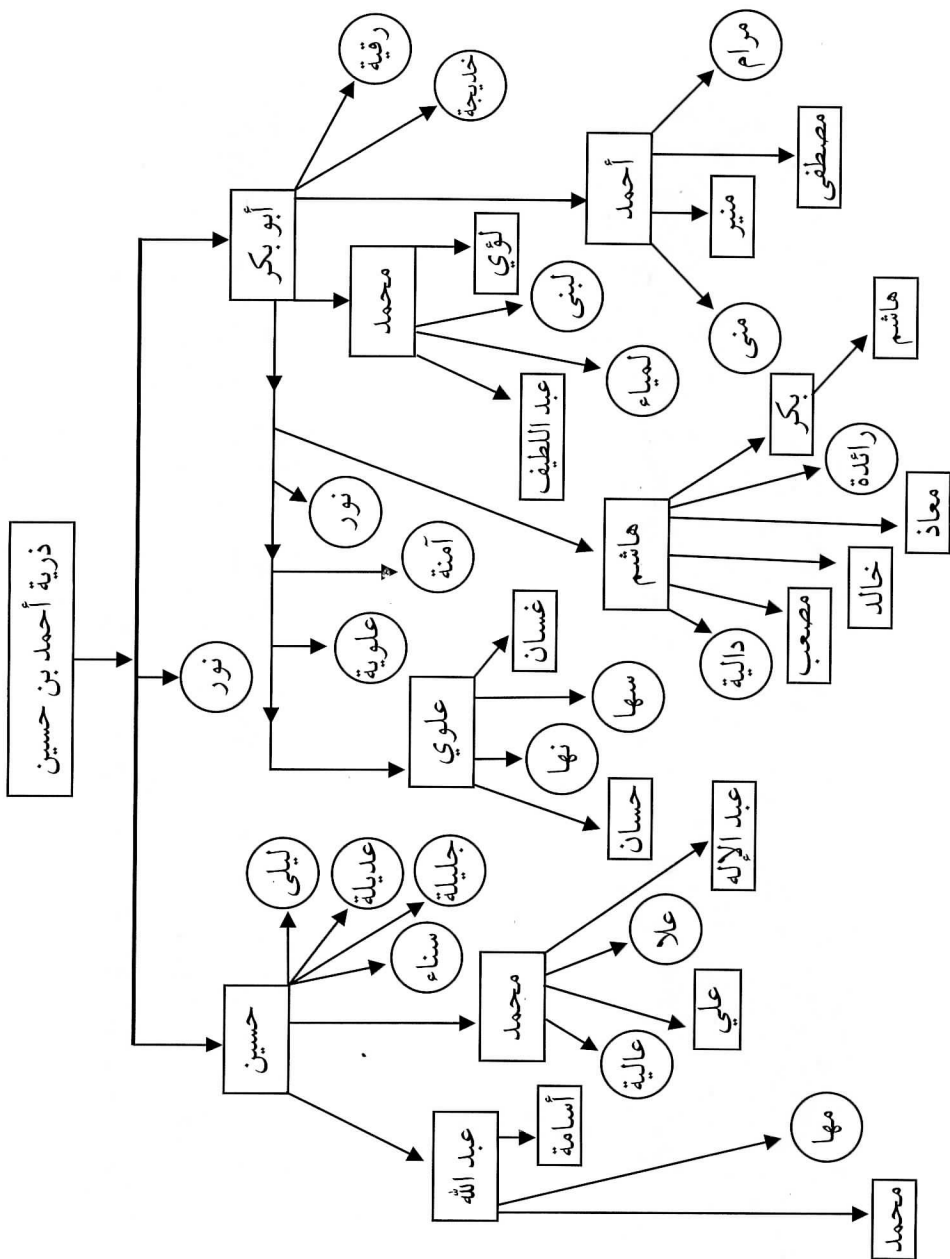 ذرية أحمد بن حسين
أبو بكر
نور
حسين
رقية
خديجة
أحمد
محمد
نور
هاشم
آمنة
علوية
علوي
ليلى
عديلة
جليلة
سناء
محمد
عبد الله
مرام
مصطفى
منير
منى
لؤي
لبنى
لمياء
عبد اللطيف
بكر
هاشم
رائدة
معاذ
خالد
مصعب
دالية
غسان
سها
نها
حسان
عبد الإله
علا
علي
عالية
أسامة
مها
محمد